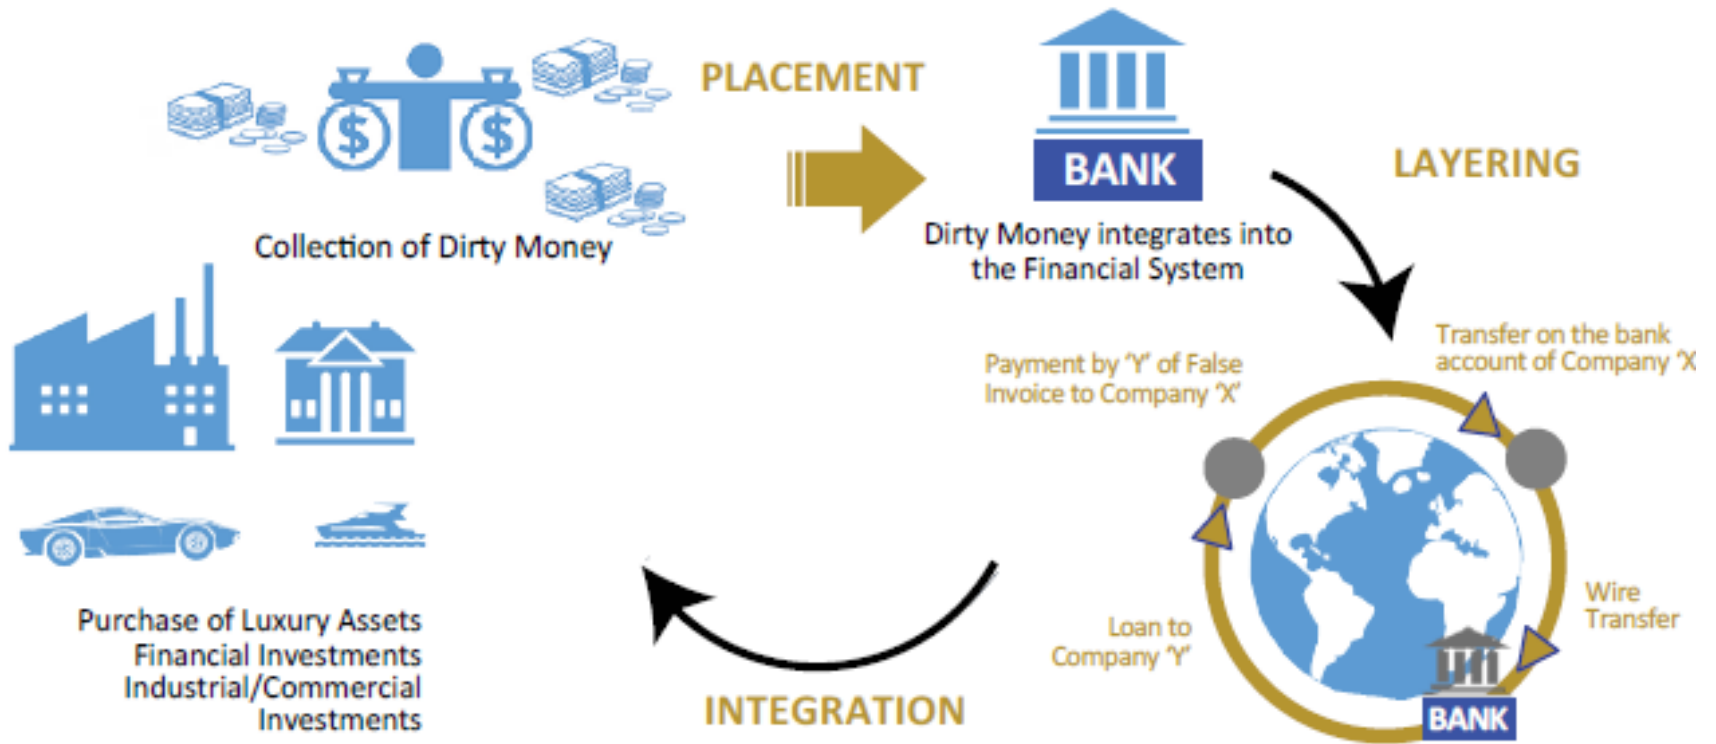 PLACEMENT
BANK
LAYERING
Collection of Dirty Money
Dirty Money integrates into
the Financial System
Transfer on the bank
account of Company ‘X
Payment by ‘Y’ of False
Invoice to Company ‘X’
Wire
Transfer
Loan to
Company ‘Y’
BANK
Purchase of Luxury Assets
Financial Investments
Industrial/Commercial
Investments
INTEGRATION
$
$